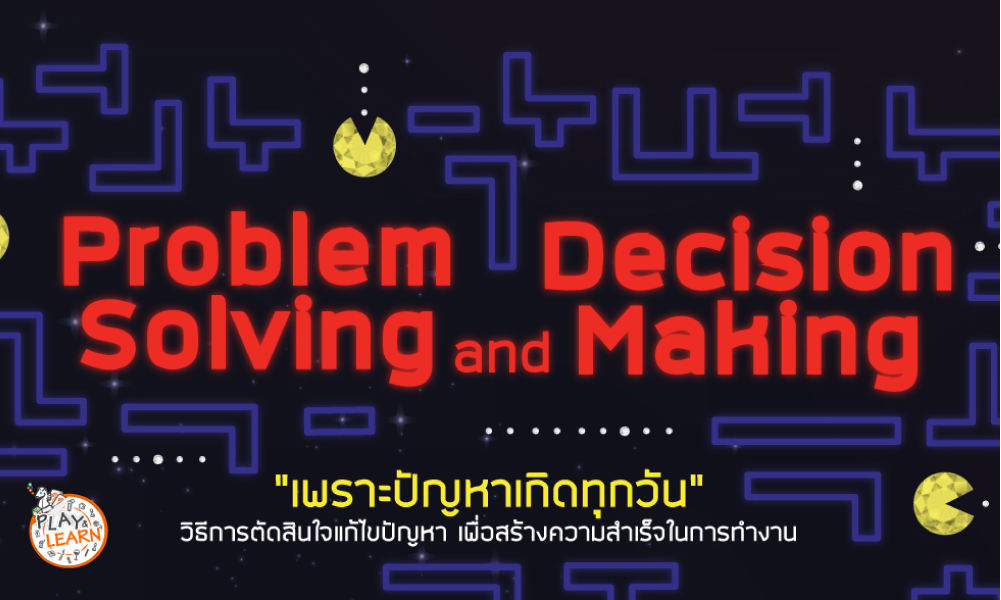 Problem
Solving and
Decision
Making
"เพราะปัญหาเกิดทุกวัน"
วิธีการตัดสินใจแก้ไขปัญหา เพื่อสร้างความสำเร็จในการทำงาน
PLAY &
LEARN